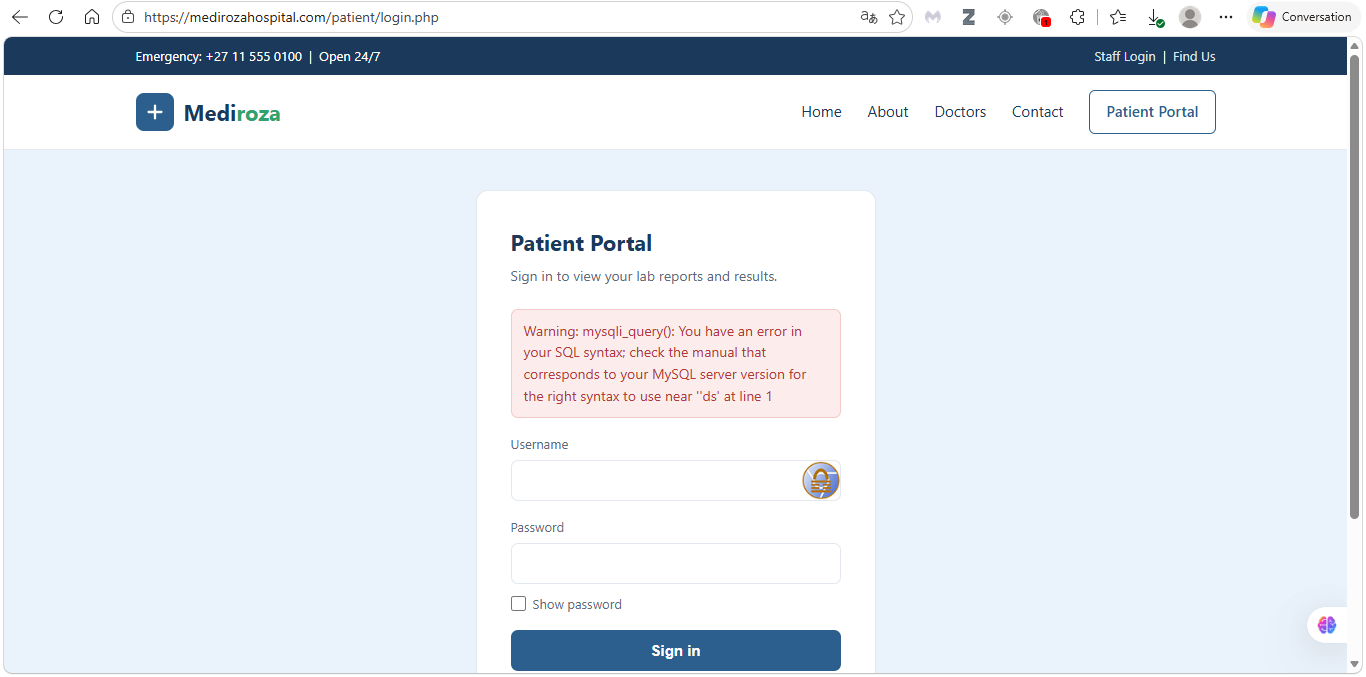 https://medirozahospital.com/patient/login.php
1
Conversation
Emergency: +27 11 555 0100 | Open 24/7
Staff Login | Find Us
Mediroza
Home
About
Doctors
Contact
Patient Portal
Patient Portal
Sign in to view your lab reports and results.
Warning: mysqli_query(): You have an error in
your SQL syntax; check the manual that
corresponds to your MySQL server version for
the right syntax to use near ''ds' at line 1
Username
Password
Show password
Sign in